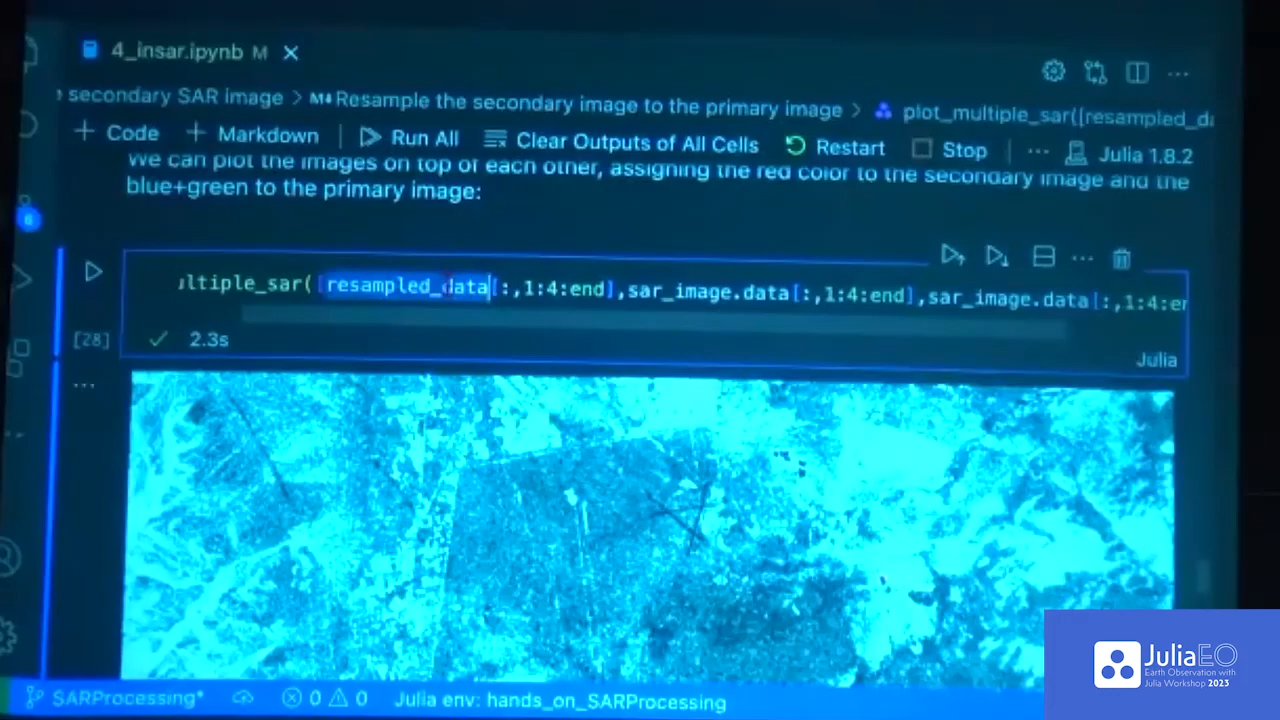 4_insar.ipynb M
secondary SAR image > M↓ Resample the secondary image to the primary image > plot_multiple_sar([resampled_da
+ Code + Markdown Run All Clear Outputs of All Cells Restart Stop ... Julia 1.8.2
We can plot the images on top of each other, assigning the red color to the secondary image and the
blue+green to the primary image:
ltiple_sar([resampled_data[:,1:4:end],sar_image.data[:,1:4:end],sar_image.data[:,1:4:er
[28] 2.3s
Julia
6
SARProcessing* 0 0 Julia env: hands_on_SARProcessing
JuliaEO
Earth Observation with
Julia Workshop 2023